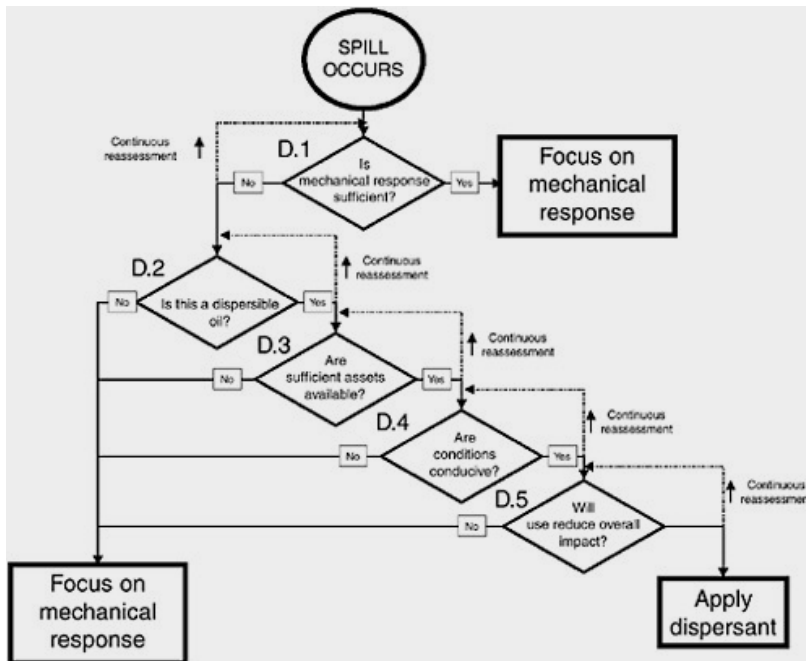 SPILL
OCCURS
Continuous
reassessment
D.1
Is
mechanical response
sufficient?
No
Yes
Focus on
mechanical
response
D.2
Is this a dispersible
oil?
No
Yes
Continuous
reassessment
D.3
Are
sufficient assets
available?
No
Yes
Continuous
reassessment
D.4
Are
conditions
conducive?
No
Yes
Continuous
reassessment
D.5
Will
use reduce overall
impact?
No
Continuous
reassessment
Focus on
mechanical
response
Apply
dispersant